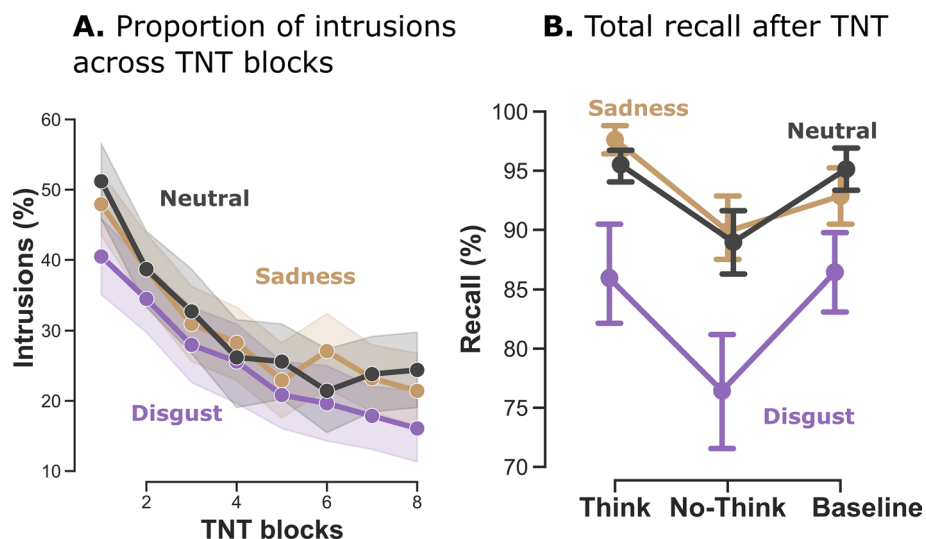 A. Proportion of intrusions
across TNT blocks
60
50
40
30
20
10
Intrusions (%)
Neutral
Sadness
Disgust
2 4 6 8
TNT blocks
B. Total recall after TNT
100
95
90
85
80
75
70
Recall (%)
Sadness
Neutral
Disgust
Think No-Think Baseline